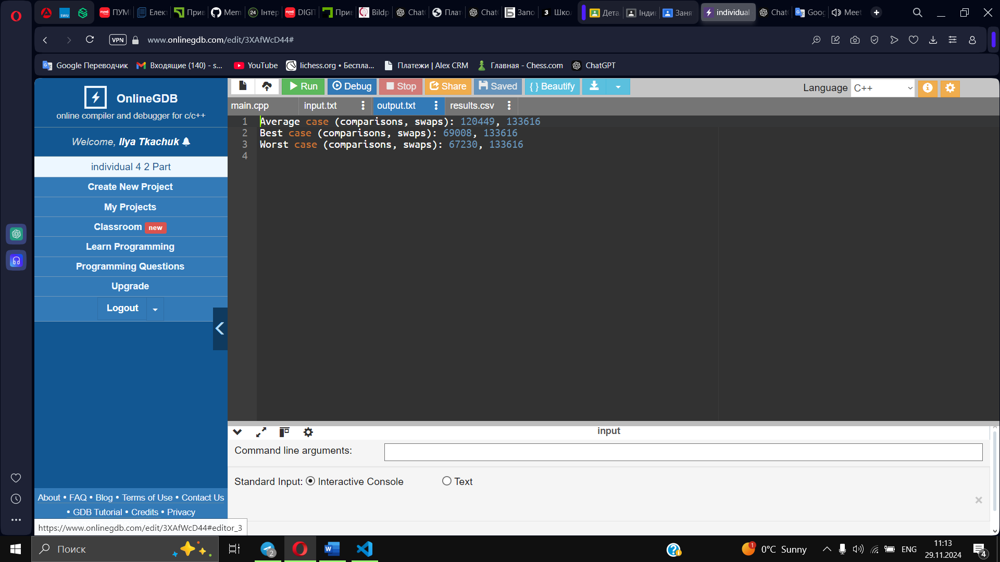 ПУМ
SWU
Елек
Прив
Mem
24 Інтер
DIGIT
Прив
Bildp
Chat
Плат
Chat
Запо
3 Шко
Дета
Інди
Заня
individual
Chat
Goog
Meet
VPN www.onlinegdb.com/edit/3XAfWcD44#
Google Переводчик
Входящие (140) - s...
YouTube
lichess.org • Беспла...
Платежи | Alex CRM
Главная - Chess.com
ChatGPT
OnlineGDB
online compiler and debugger for c/c++
Welcome, Ilya Tkachuk
individual 4 2 Part
Create New Project
My Projects
Classroom new
Learn Programming
Programming Questions
Upgrade
Logout
About • FAQ • Blog • Terms of Use • Contact Us
• GDB Tutorial • Credits • Privacy
https://www.onlinegdb.com/edit/3XAfWcD44#editor_3
Run Debug Stop Share Saved { } Beautify
Language C++
main.cpp input.txt output.txt results.csv
1 Average case (comparisons, swaps): 120449, 133616
2 Best case (comparisons, swaps): 69008, 133616
3 Worst case (comparisons, swaps): 67230, 133616
4
input
Command line arguments:
Standard Input: Interactive Console Text
Поиск
2
W
1
0°C Sunny
ENG
11:13
29.11.2024
4